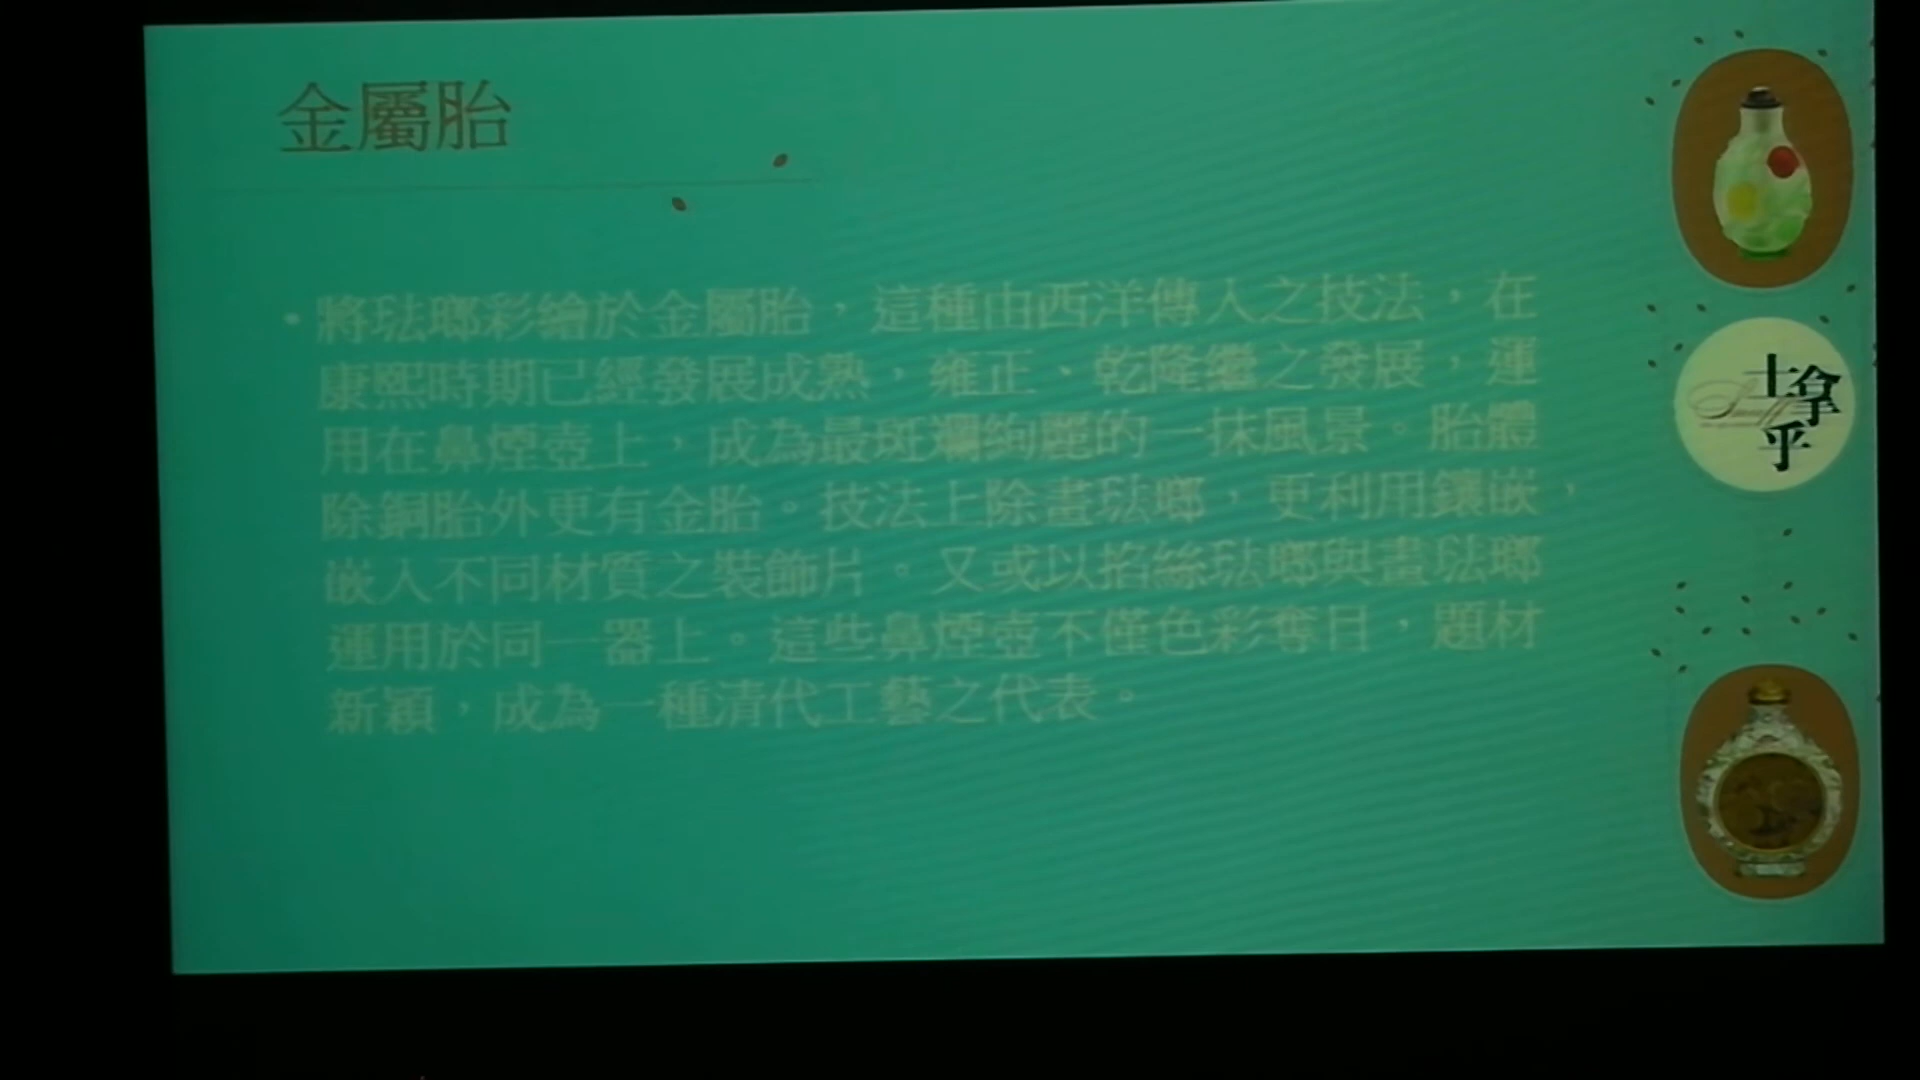 金屬胎
•將琺瑯彩繪於金屬胎，這種由西洋傳入之技法，在
康熙時期已經發展成熟，雍正、乾隆繼之發展，運
用在鼻煙壺上，成為最斑斕絢麗的一抹風景。胎體
除銅胎外更有金胎。技法上除畫琺瑯，更利用鑲嵌，
嵌入不同材質之裝飾片。又或以掐絲琺瑯與畫琺瑯
運用於同一器上。這些鼻煙壺不僅色彩奪目，題材
新穎，成為一種清代工藝之代表。
士拿乎
Snuff